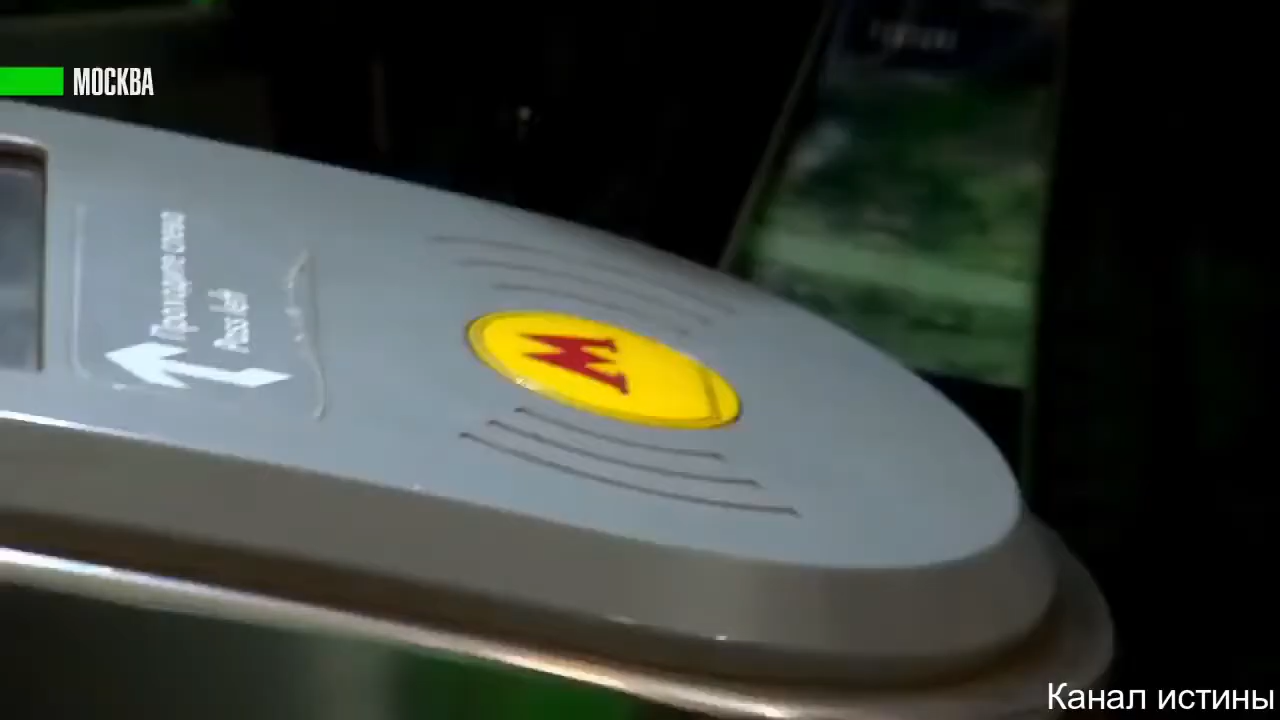 МОСКВА
Проходите слева
Pass left
М
Канал истины